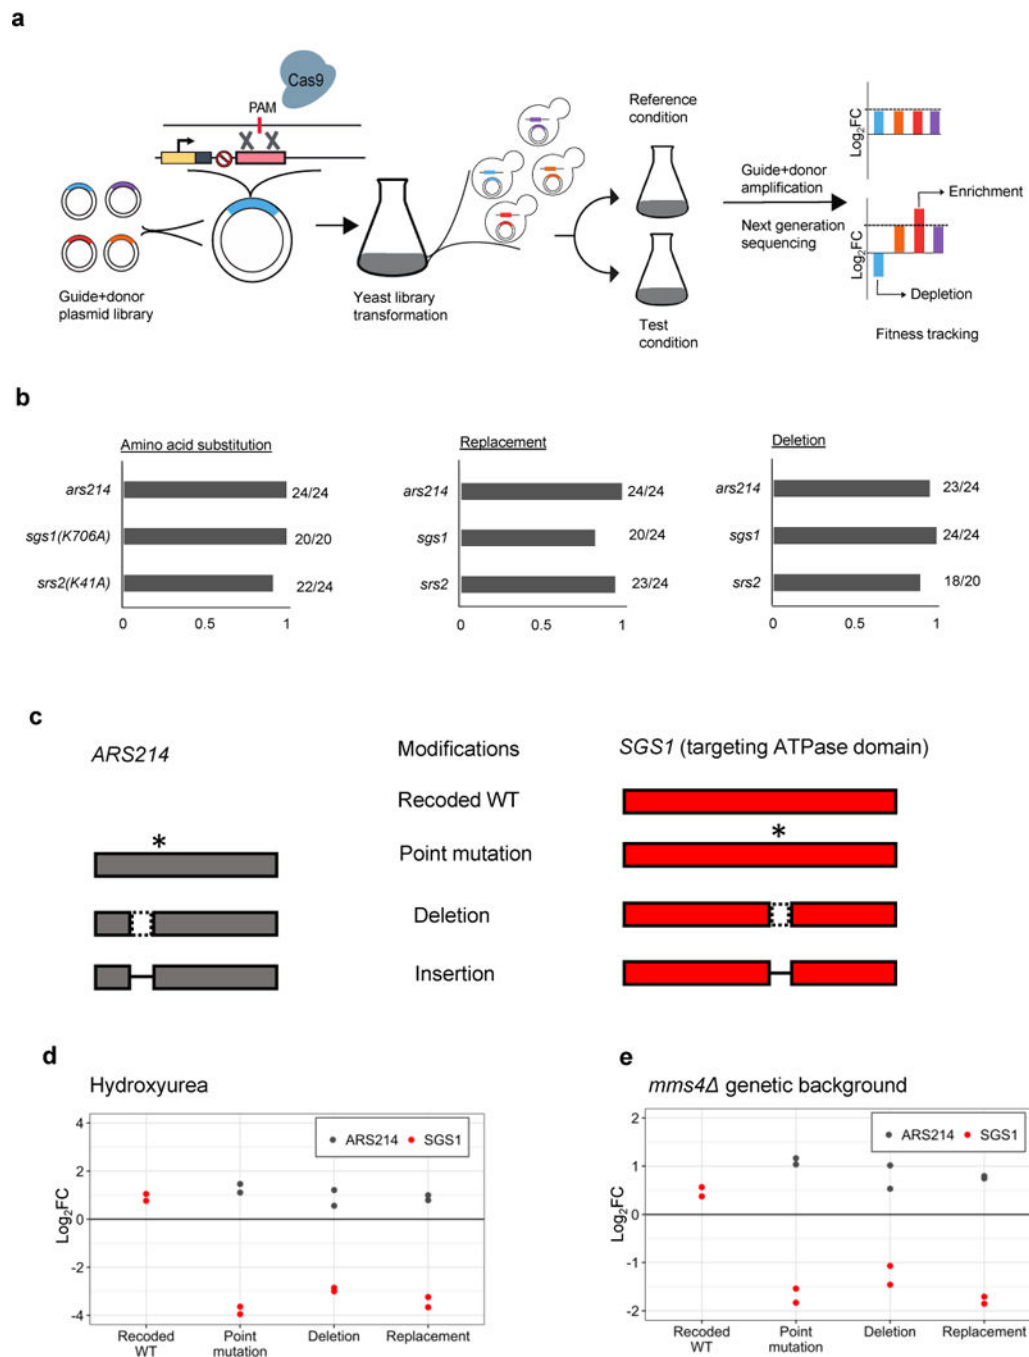 a
Cas9
PAM
Guide+donor
plasmid library
Yeast library
transformation
Reference
condition
Test
condition
Guide+donor
amplification
Next generation
sequencing
Log2FC
Enrichment
Log2FC
Depletion
Fitness tracking
b
Amino acid substitution
ars214 24/24
sgs1(K706A) 20/20
srs2(K41A) 22/24
0 0.5 1
Replacement
ars214 24/24
sgs1 20/24
srs2 23/24
0 0.5 1
Deletion
ars214 23/24
sgs1 24/24
srs2 18/20
0 0.5 1
c
ARS214 Modifications SGS1 (targeting ATPase domain)
Recoded WT
* Point mutation *
Deletion
Insertion
d
Hydroxyurea
ARS214 SGS1
Log2FC
4
2
0
-2
-4
Recoded Point Deletion Replacement
WT mutation
e
mms4Δ genetic background
ARS214 SGS1
Log2FC
2
1
0
-1
-2
Recoded Point Deletion Replacement
WT mutation